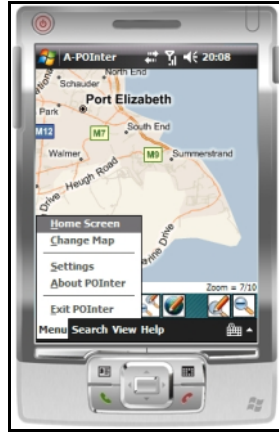 A-POInter 20:08
North End
Schauder
Port Elizabeth
Park
M12 M7 South End
Walmer M9 Summerstrand
Heugh Road
Drive
Home Screen
Change Map
Settings
About POInter
Exit POInter
Zoom = 7/10
Menu Search View Help